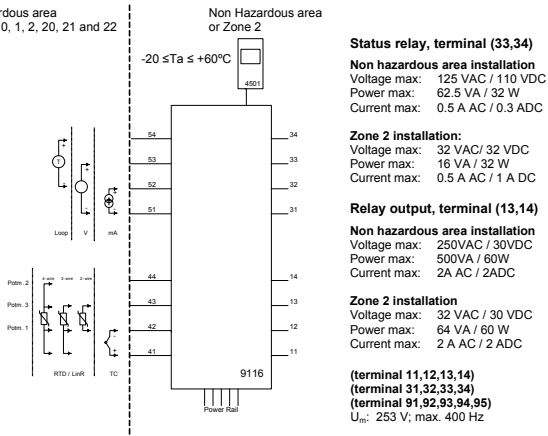 rdous area
0, 1, 2, 20, 21 and 22
Non Hazardous area
or Zone 2
-20 ≤Ta ≤ +60ºC
4501
54
53
52
51
44
43
42
41
34
33
32
31
14
13
12
11
9116
Power Rail
+
T
-
+
-
+
-
Loop
V
mA
Potm. 2
Potm. 3
Potm. 1
4-wire
3-wire
2-wire
-
+
RTD / LinR
TC
Status relay, terminal (33,34)
Non hazardous area installation
Voltage max: 125 VAC / 110 VDC
Power max: 62.5 VA / 32 W
Current max: 0.5 A AC / 0.3 ADC
Zone 2 installation:
Voltage max: 32 VAC/ 32 VDC
Power max: 16 VA / 32 W
Current max: 0.5 A AC / 1 A DC
Relay output, terminal (13,14)
Non hazardous area installation
Voltage max: 250VAC / 30VDC
Power max: 500VA / 60W
Current max: 2A AC / 2ADC
Zone 2 installation
Voltage max: 32 VAC / 30 VDC
Power max: 64 VA / 60 W
Current max: 2 A AC / 2 ADC
(terminal 11,12,13,14)
(terminal 31,32,33,34)
(terminal 91,92,93,94,95)
Um: 253 V; max. 400 Hz